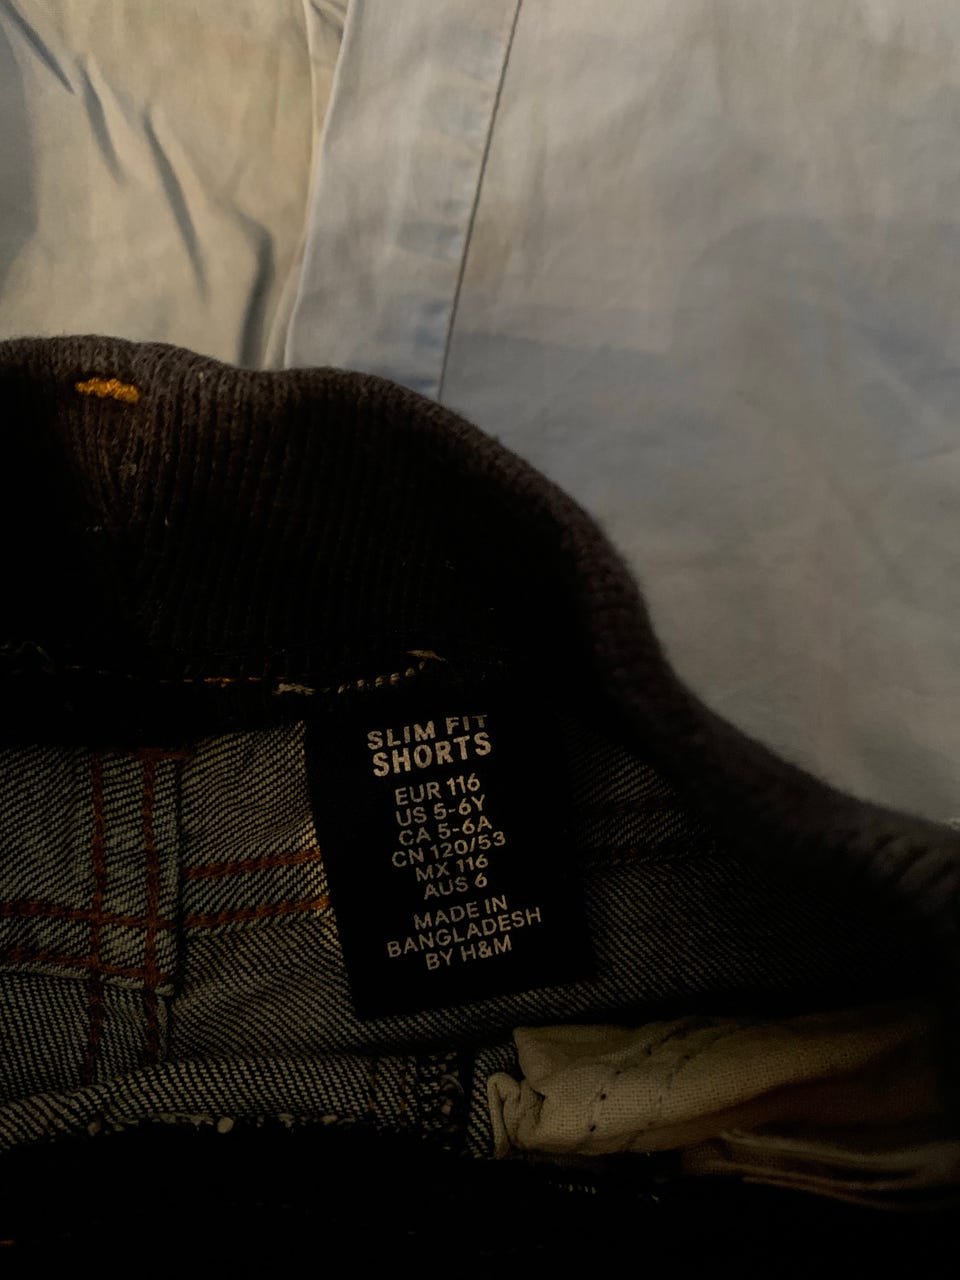 SLIM FIT
SHORTS
EUR 116
US 5-6Y
CA 5-6A
CN 120/53
MX 116
AUS 6
MADE IN
BANGLADESH
BY H&M